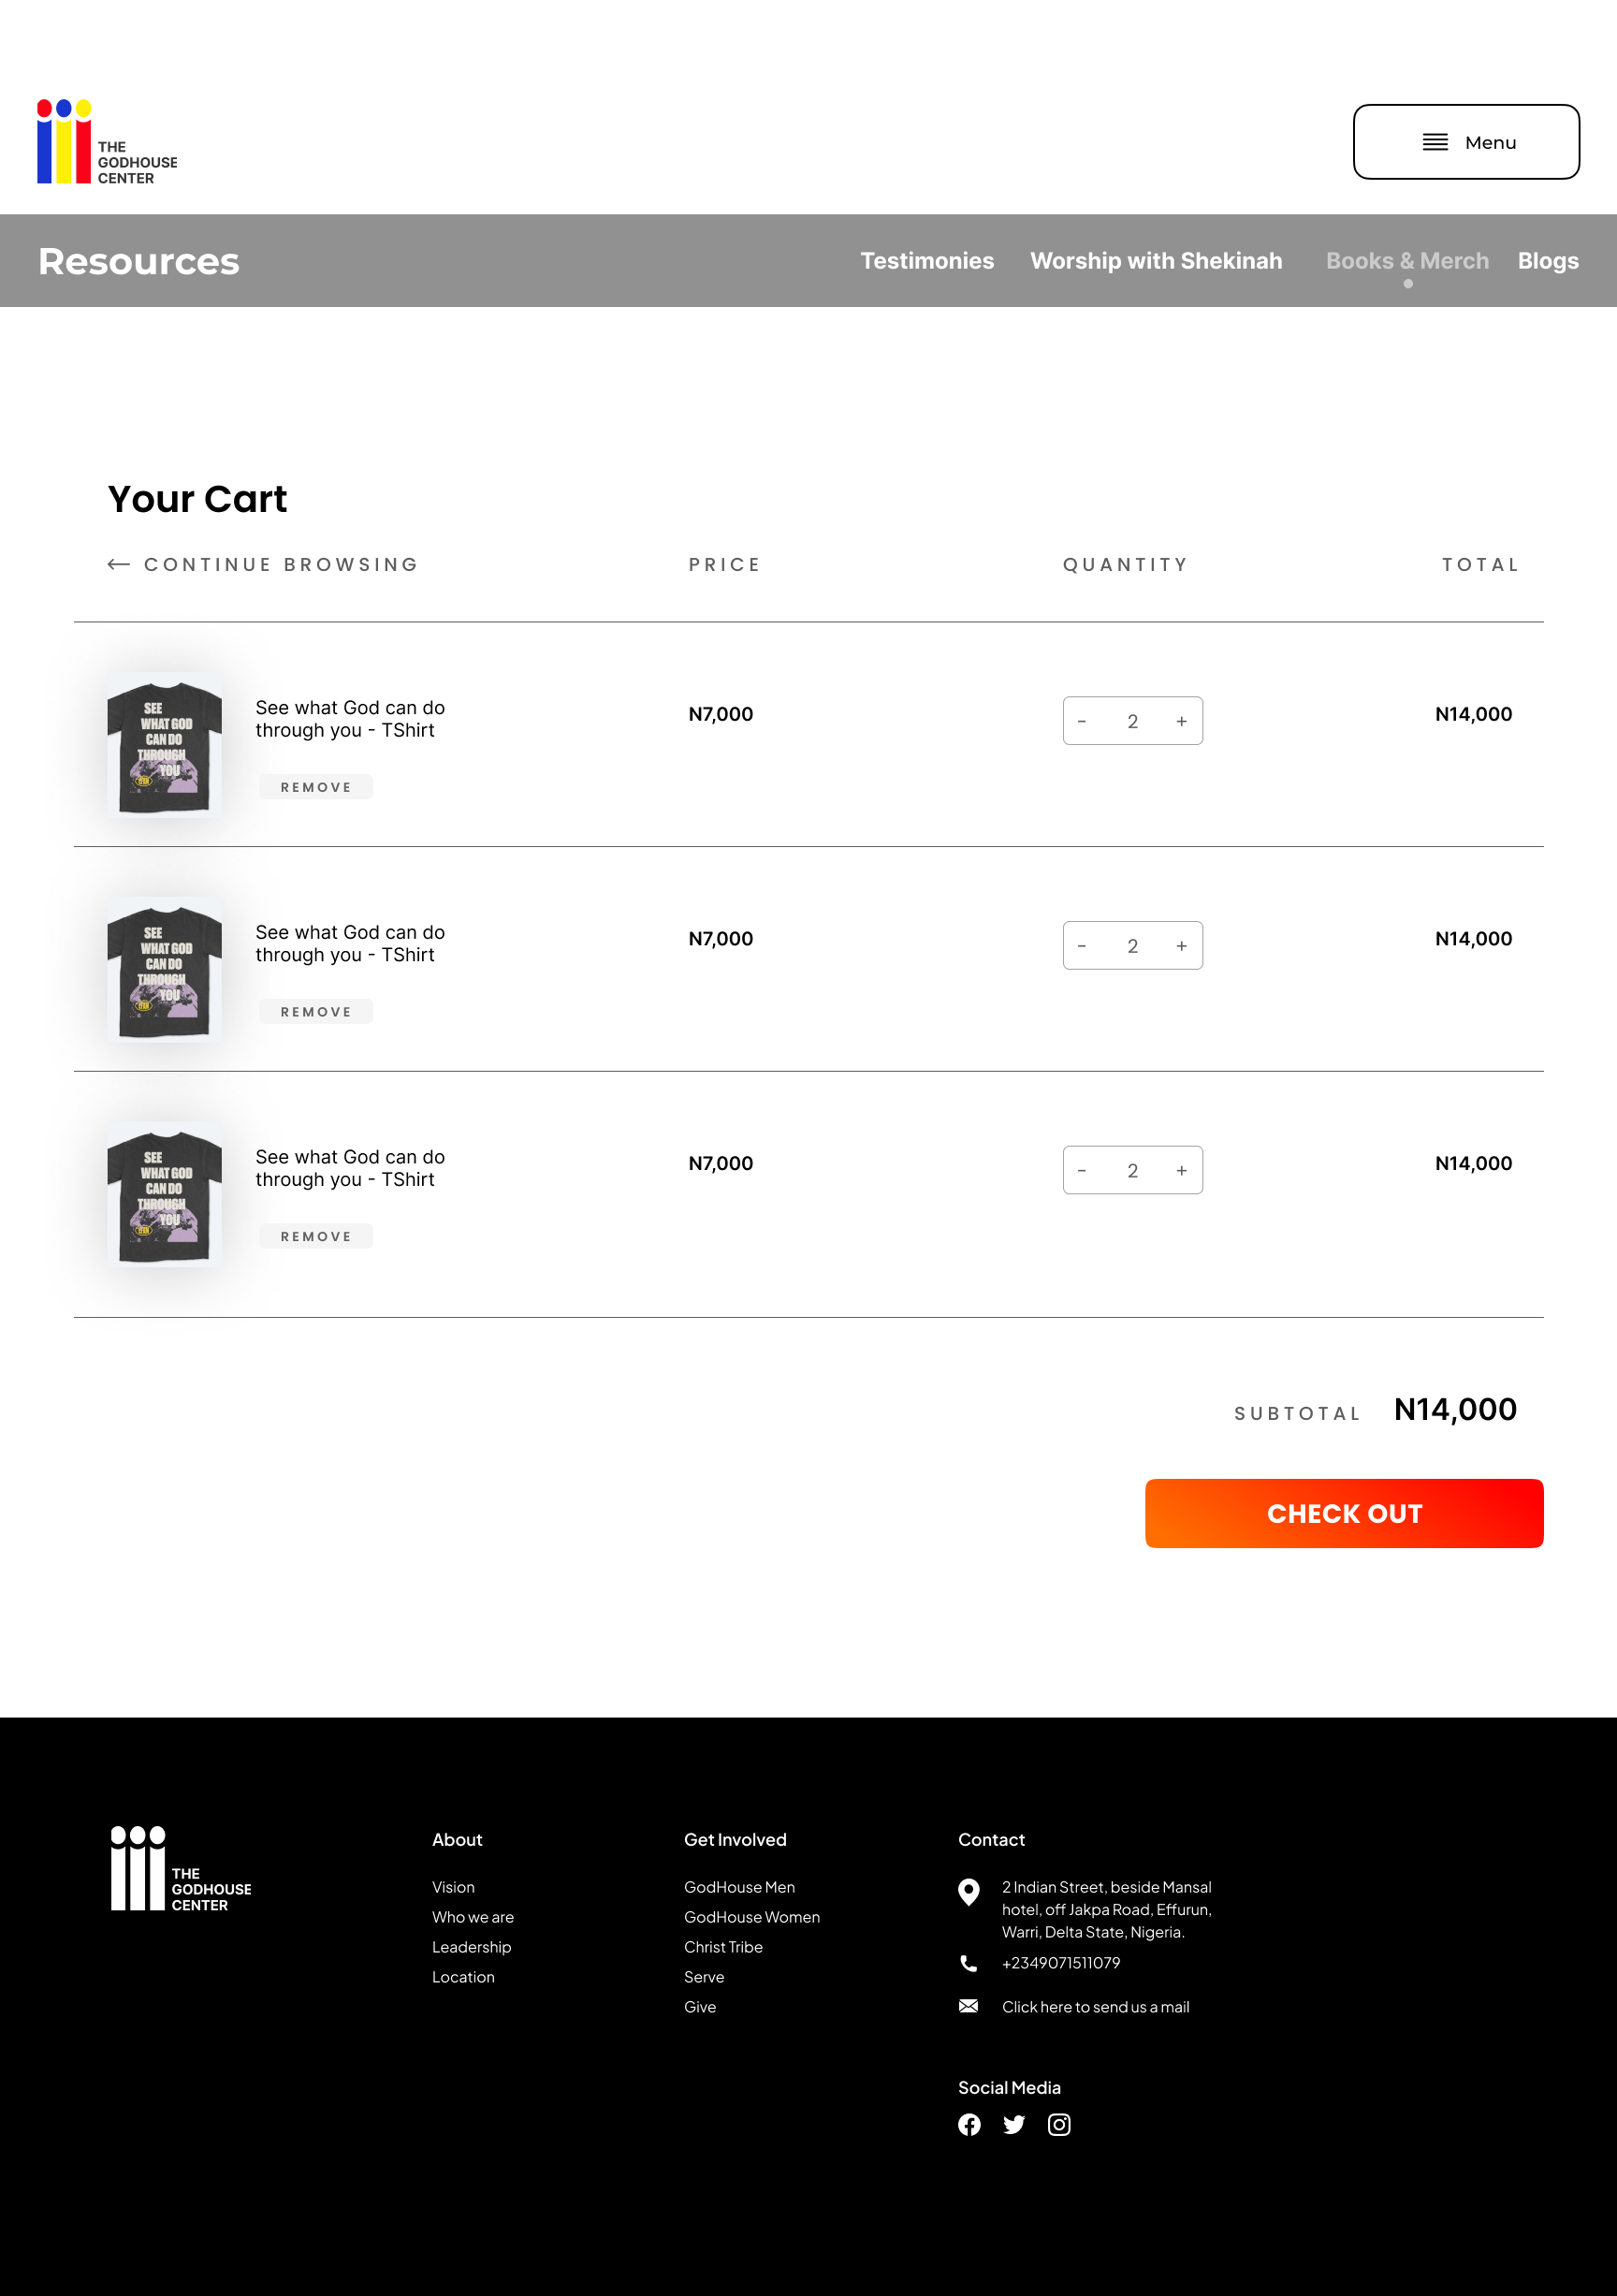 THE
GODHOUSE
CENTER
Menu
Resources
Testimonies Worship with Shekinah Books & Merch Blogs
Your Cart
CONTINUE BROWSING PRICE QUANTITY TOTAL
SEE
WHAT GOD
CAN DO
THROUGH
YOU
See what God can do
through you - TShirt
N7,000
- 2 +
N14,000
REMOVE
SEE
WHAT GOD
CAN DO
THROUGH
YOU
See what God can do
through you - TShirt
N7,000
- 2 +
N14,000
REMOVE
SEE
WHAT GOD
CAN DO
THROUGH
YOU
See what God can do
through you - TShirt
N7,000
- 2 +
N14,000
REMOVE
SUBTOTAL N14,000
CHECK OUT
THE
GODHOUSE
CENTER
About
Vision
Who we are
Leadership
Location
Get Involved
GodHouse Men
GodHouse Women
Christ Tribe
Serve
Give
Contact
2 Indian Street, beside Mansal
hotel, off Jakpa Road, Effurun,
Warri, Delta State, Nigeria.
+2349071511079
Click here to send us a mail
Social Media